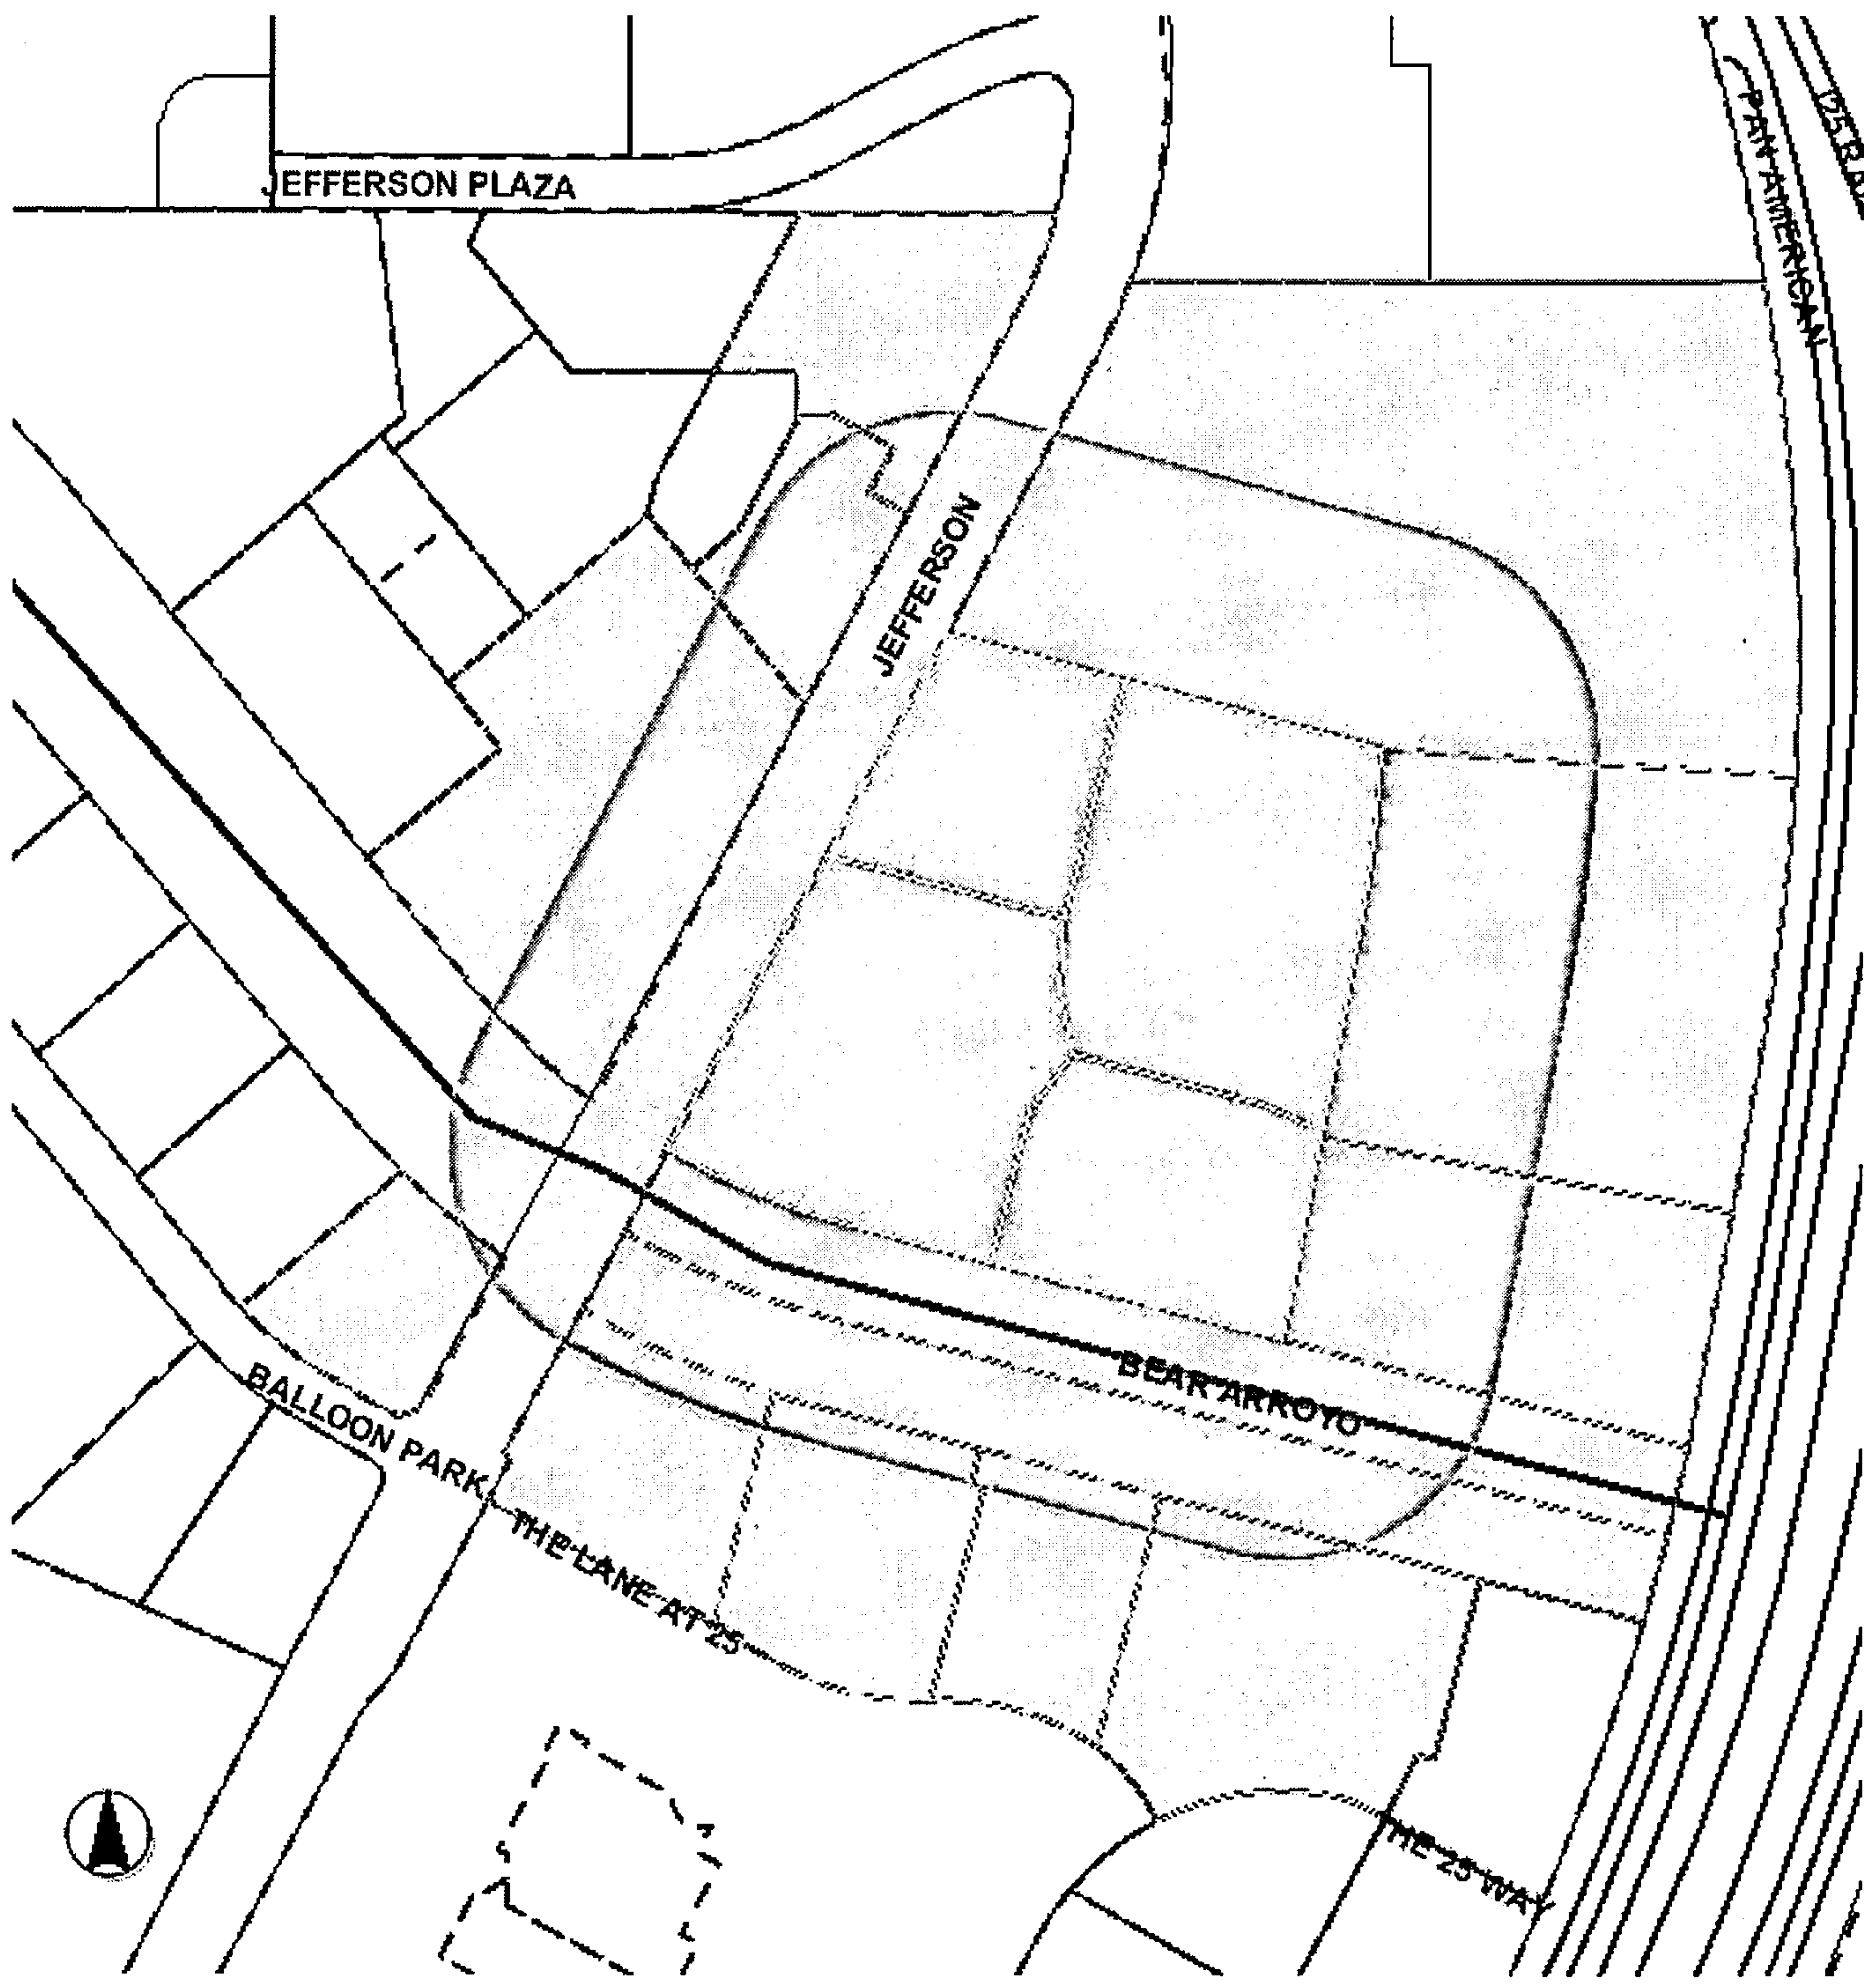 JEFFERSON PLAZA
PAN AMERICAN
JEFFERSON
BEAR ARROYO
BALLOON PARK
THE LANE AT 25
THE 25 WAY